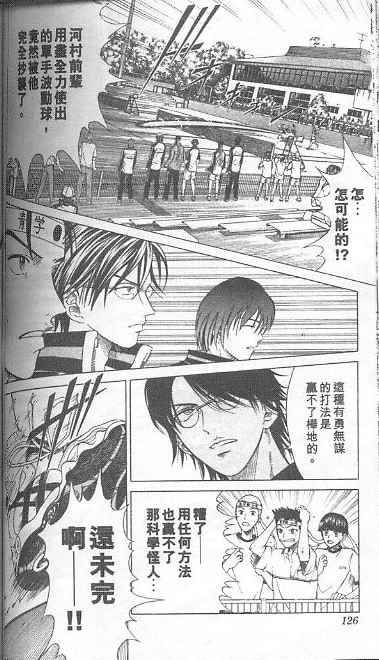 怎…
怎可能的!?
河村前輩
用盡全力使出
的單手波動球，
竟然被他
完全抄襲了。
青学
這種有勇無謀
的打法是
贏不了樺地的。
糟了——
用任何方法
也贏不了
那科學怪人…
還未完
啊——!!
126